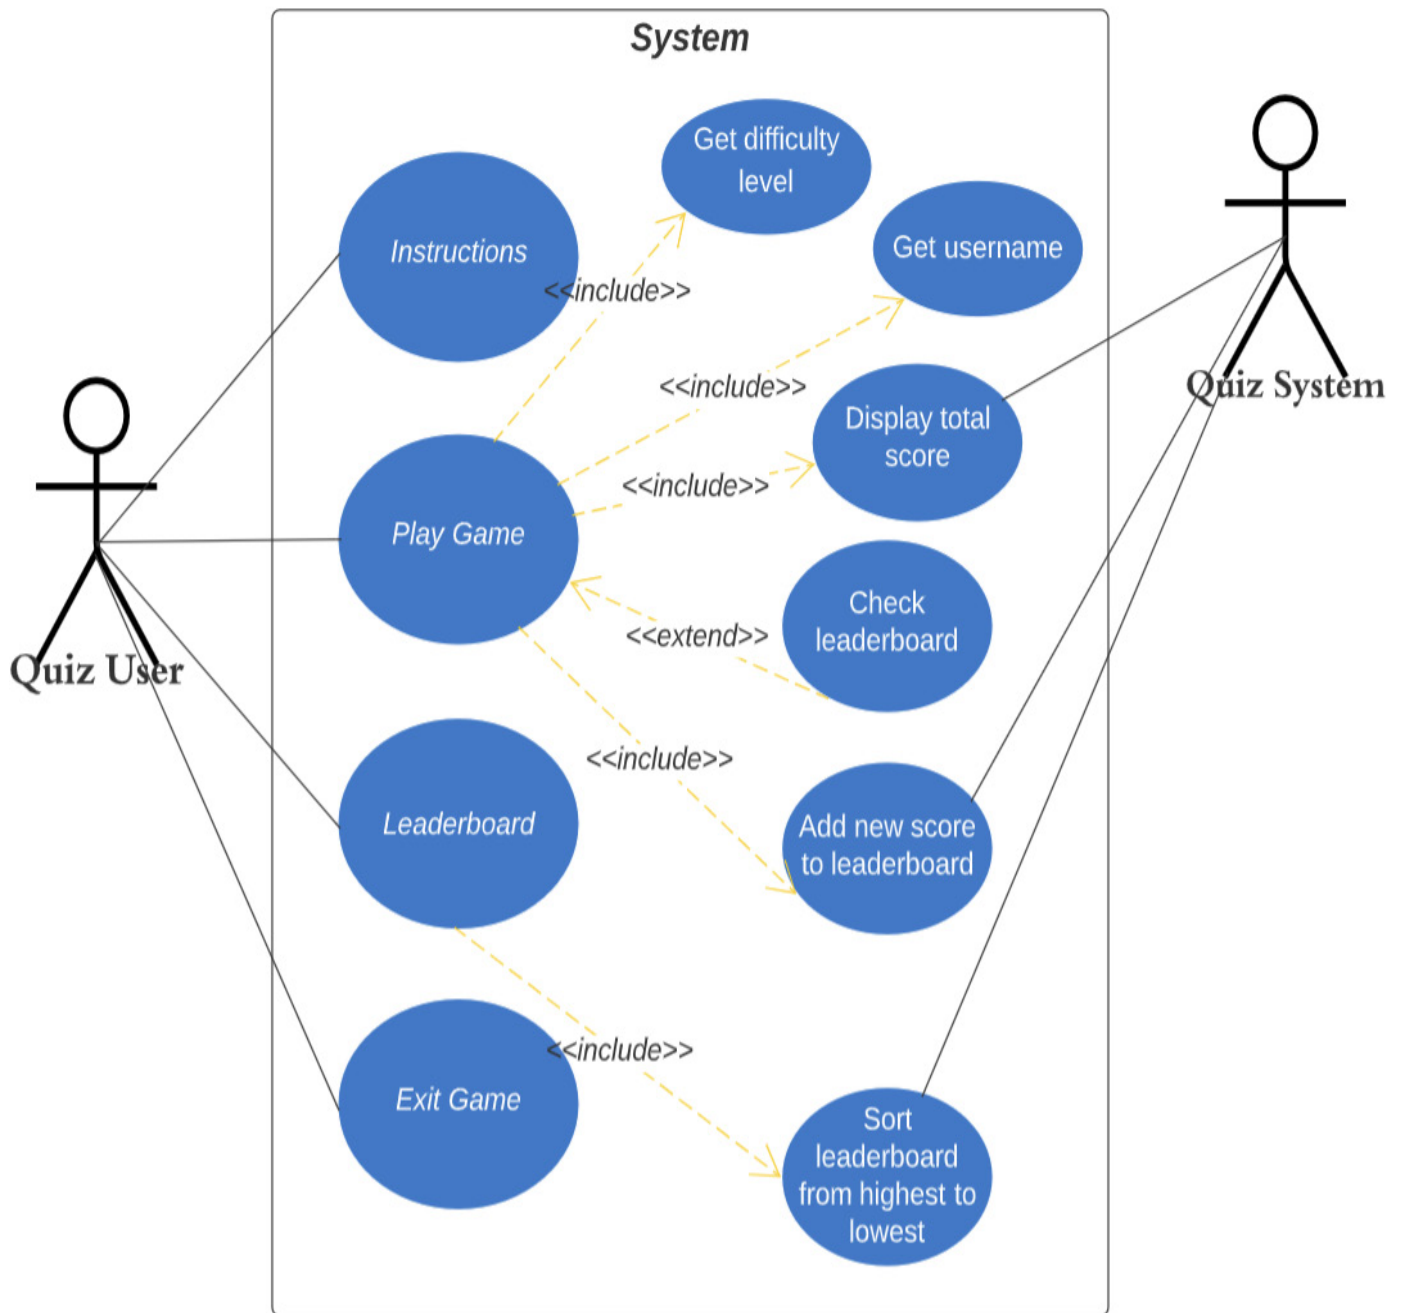 System
Get difficulty
level
Get username
Instructions
<<include>>
<<include>>
Quiz System
Display total
score
<<include>>
Play Game
Check
leaderboard
<<extend>>
Quiz User
<<include>>
Leaderboard
Add new score
to leaderboard
<<include>>
Exit Game
Sort
leaderboard
from highest to
lowest